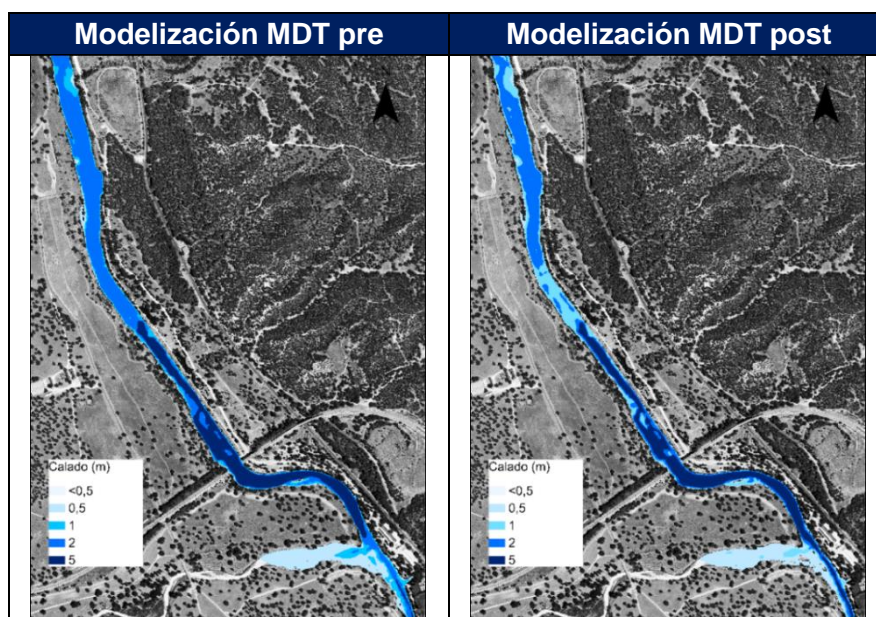 Modelización MDT pre
Modelización MDT post
Calado (m)
<0,5
0,5
1
2
5
Calado (m)
<0,5
0,5
1
2
5